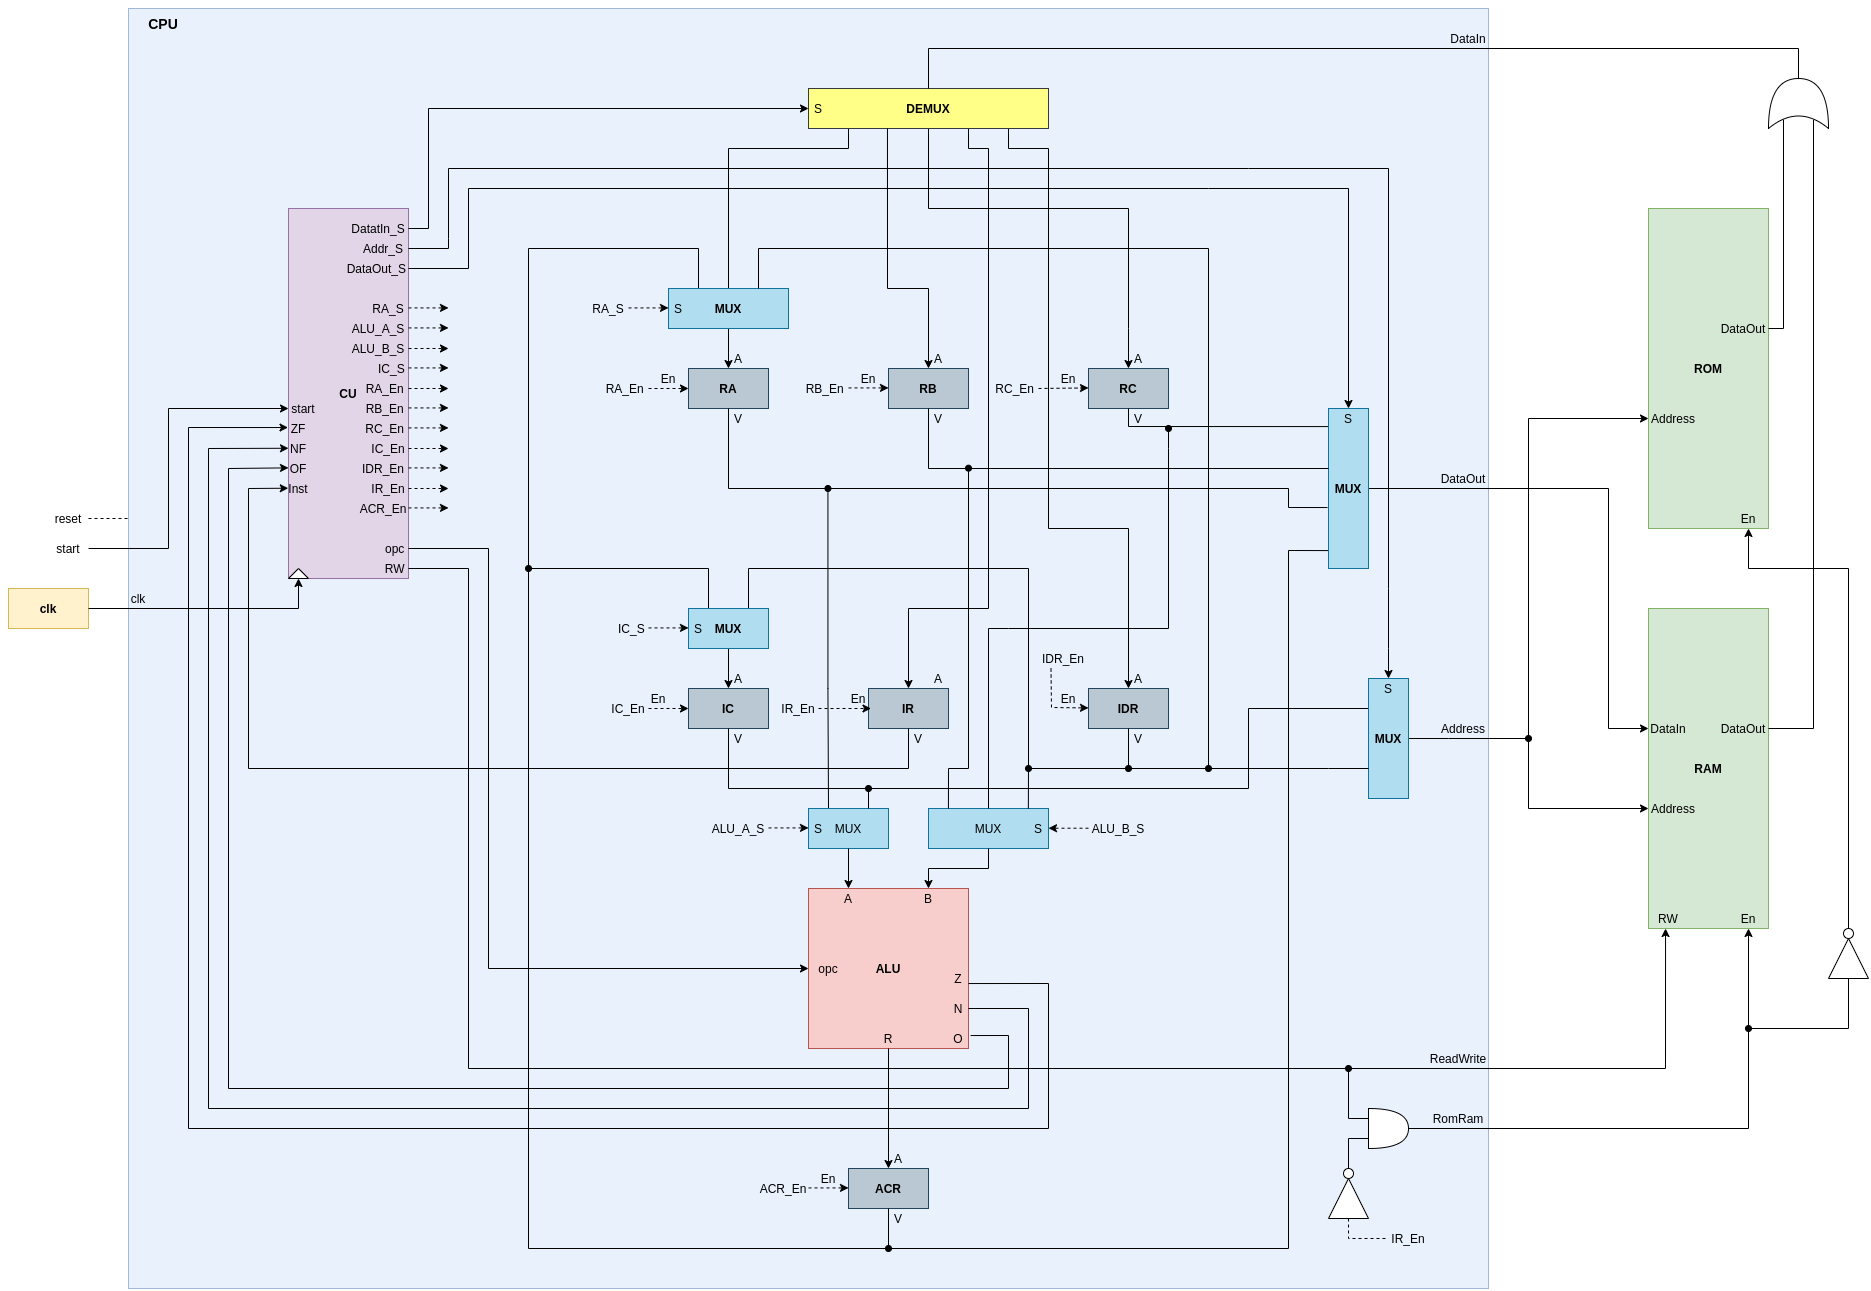 CPU
DataIn
S
DEMUX
DatatIn_S
Addr_S
DataOut_S
RA_S
ALU_A_S
ALU_B_S
IC_S
RA_En
RB_En
RC_En
IC_En
IDR_En
IR_En
ACR_En
opc
RW
CU
start
ZF
NF
OF
Inst
reset
start
clk
clk
RA_S
S
MUX
A
RA_En
En
RA
V
A
RB_En
En
RB
V
A
RC_En
En
RC
V
S
MUX
DataOut
IC_S
S
MUX
A
IC_En
En
IC
V
A
IR_En
En
IR
V
IDR_En
A
En
IDR
V
S
MUX
Address
ALU_A_S
S
MUX
MUX
S
ALU_B_S
A
B
opc
ALU
Z
N
O
R
ReadWrite
RomRam
A
ACR_En
En
ACR
V
IR_En
DataOut
ROM
Address
En
DataIn
DataOut
RAM
Address
RW
En